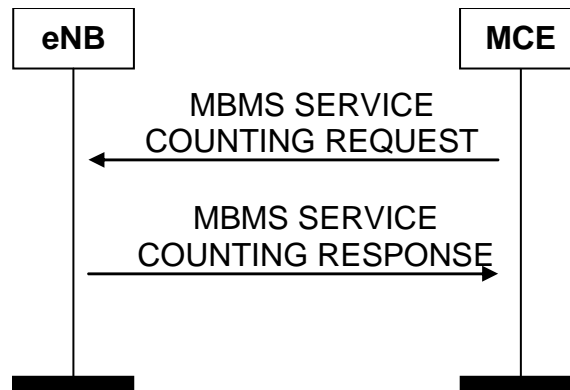 eNB
MCE
MBMS SERVICE
COUNTING REQUEST
MBMS SERVICE
COUNTING RESPONSE